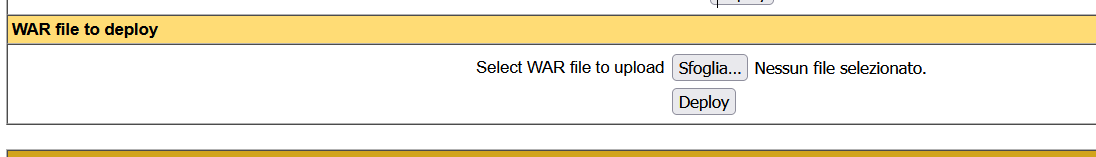 WAR file to deploy
Select WAR file to upload Sfoglia... Nessun file selezionato.
Deploy